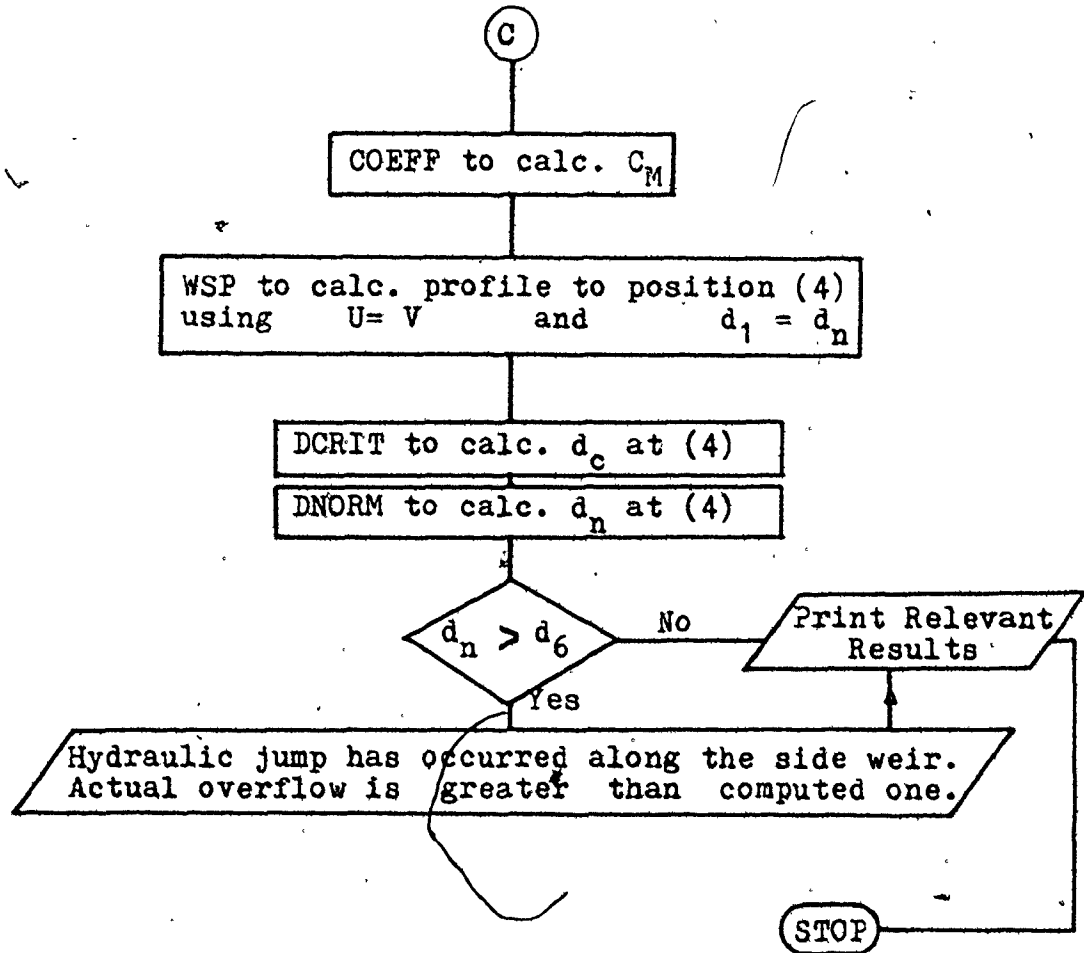 C
COEFF to calc. C_M
WSP to calc. profile to position (4)
using U= V and d_1 = d_n
DCRIT to calc. d_c at (4)
DNORM to calc. d_n at (4)
d_n > d_6
No
Print Relevant
Results
Yes
Hydraulic jump has occurred along the side weir.
Actual overflow is greater than computed one.
STOP